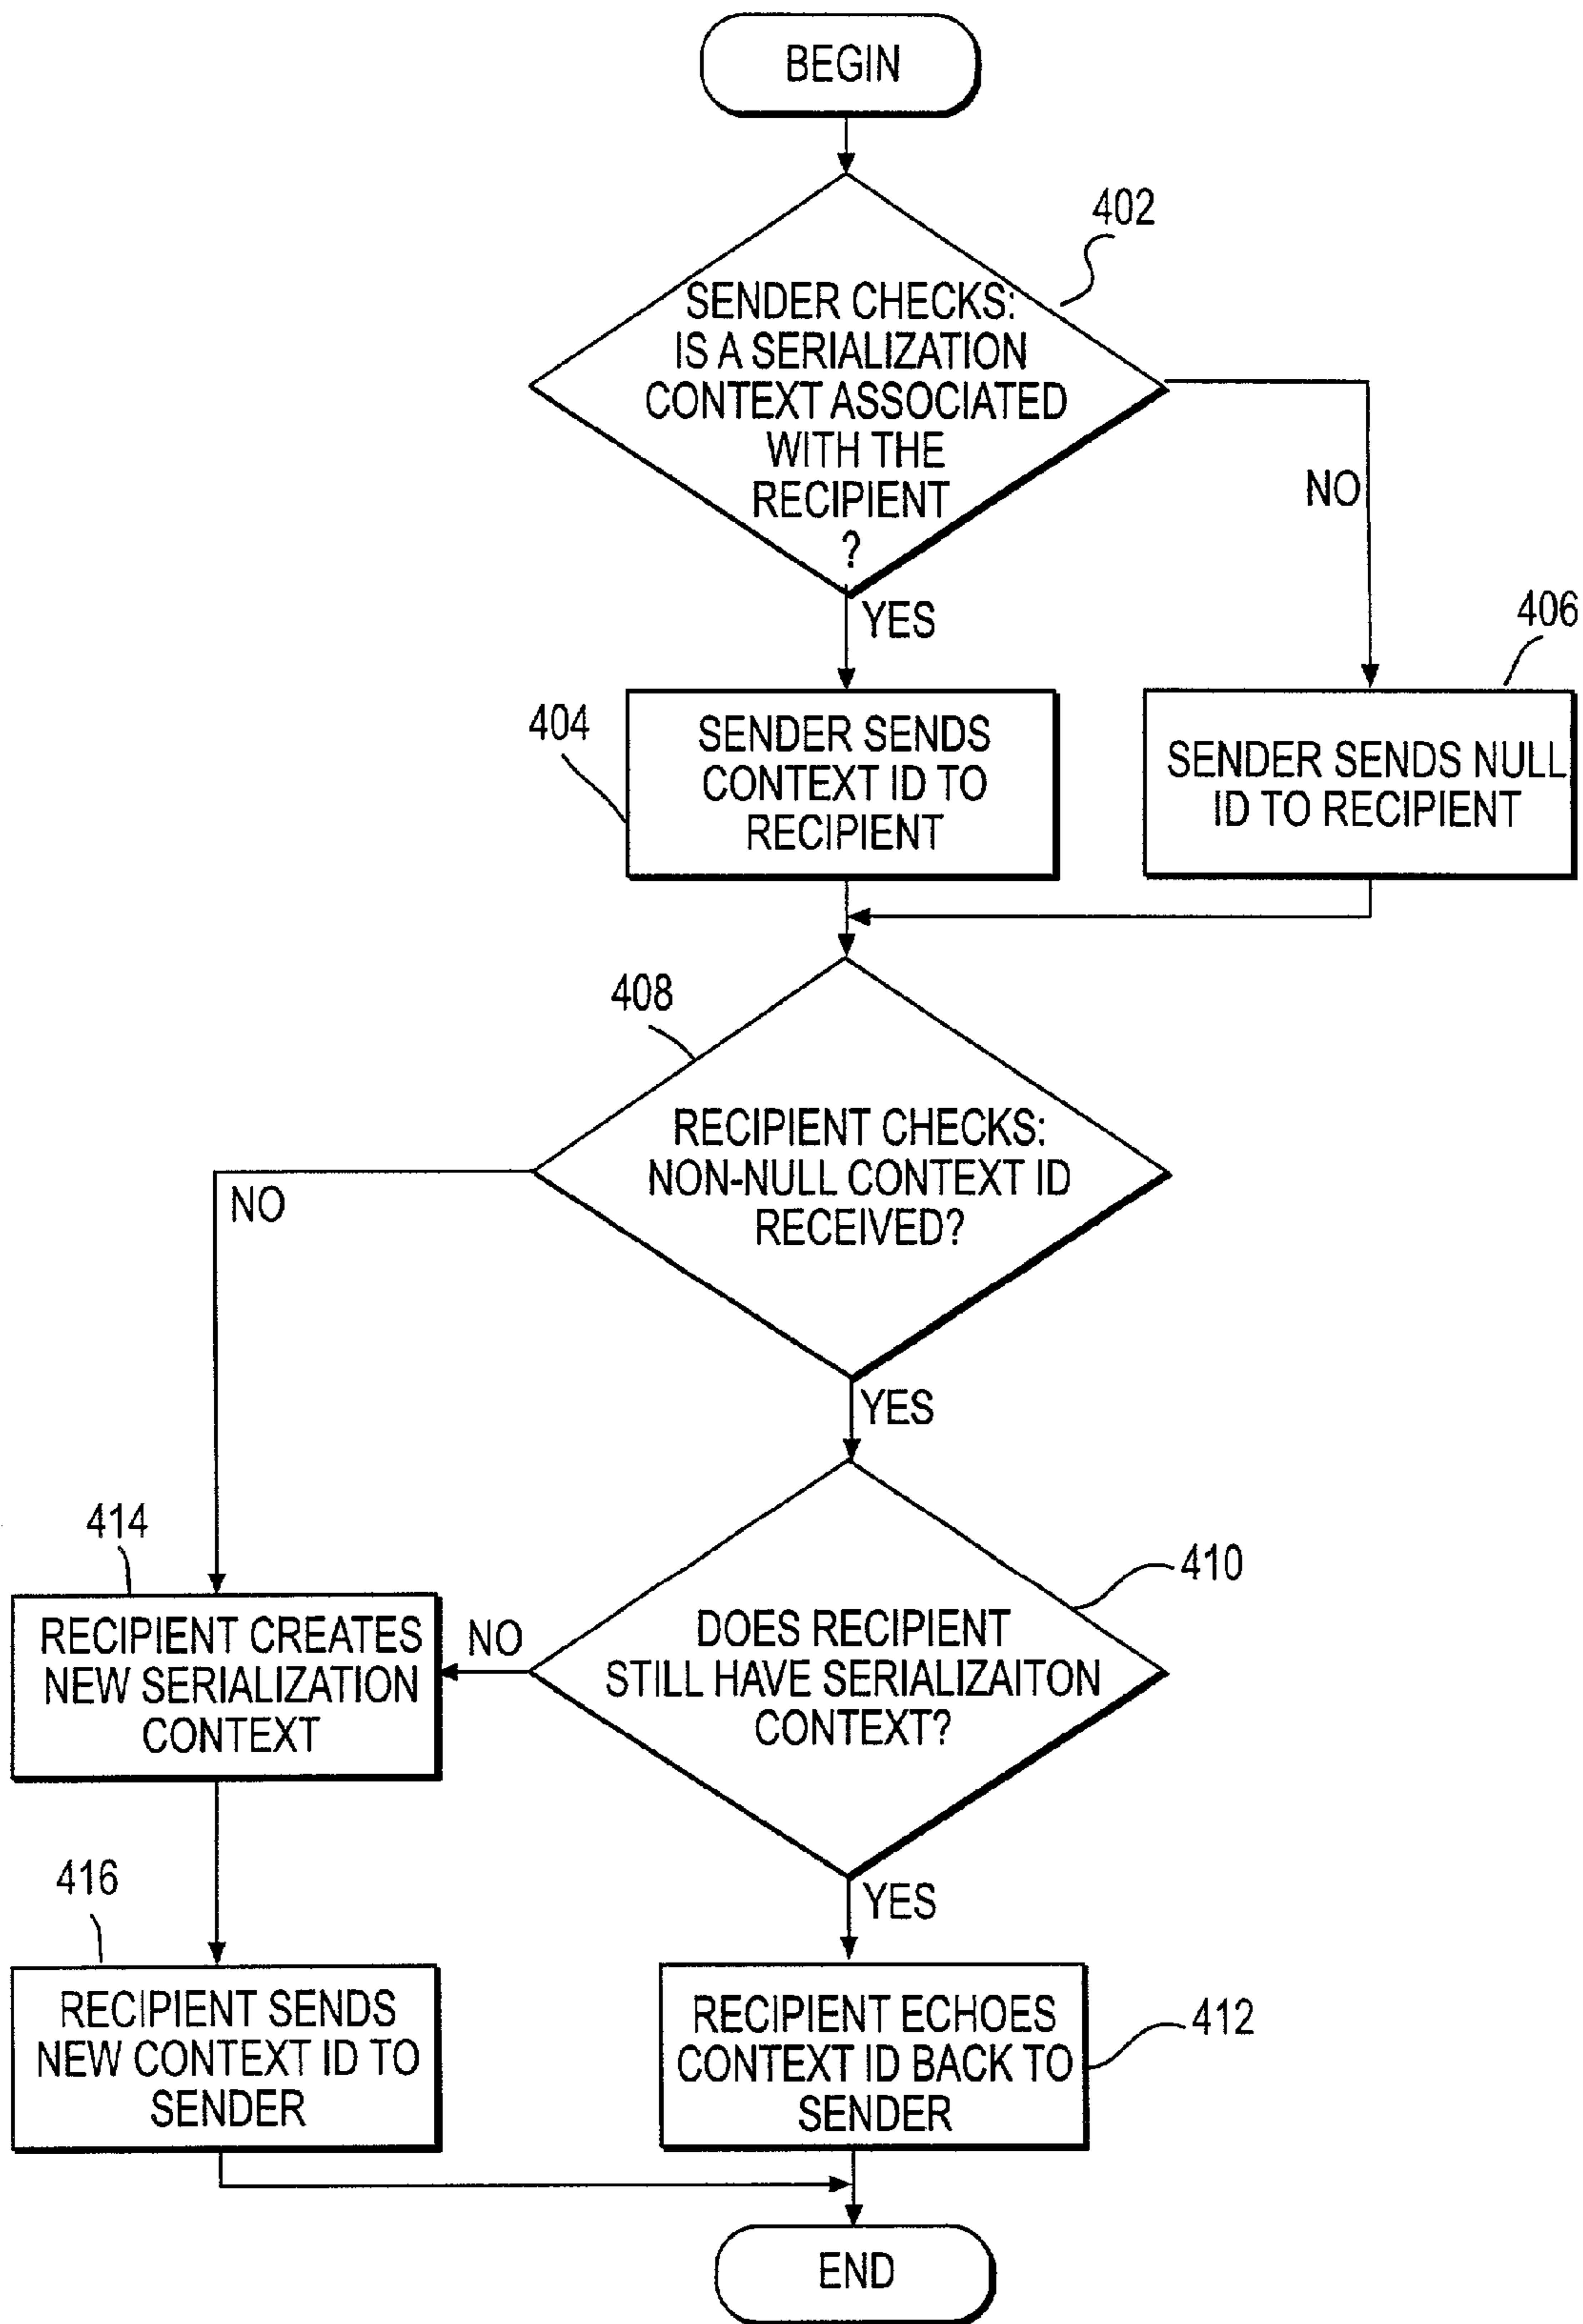 BEGIN
402
SENDER CHECKS:
IS A SERIALIZATION
CONTEXT ASSOCIATED
WITH THE
RECIPIENT
?
NO
YES
406
404
SENDER SENDS
CONTEXT ID TO
RECIPIENT
SENDER SENDS NULL
ID TO RECIPIENT
408
RECIPIENT CHECKS:
NON-NULL CONTEXT ID
RECEIVED?
NO
YES
414
410
RECIPIENT CREATES
NEW SERIALIZATION
CONTEXT
NO
DOES RECIPIENT
STILL HAVE SERIALIZAITON
CONTEXT?
416
YES
RECIPIENT SENDS
NEW CONTEXT ID TO
SENDER
RECIPIENT ECHOES
CONTEXT ID BACK TO
SENDER
412
END